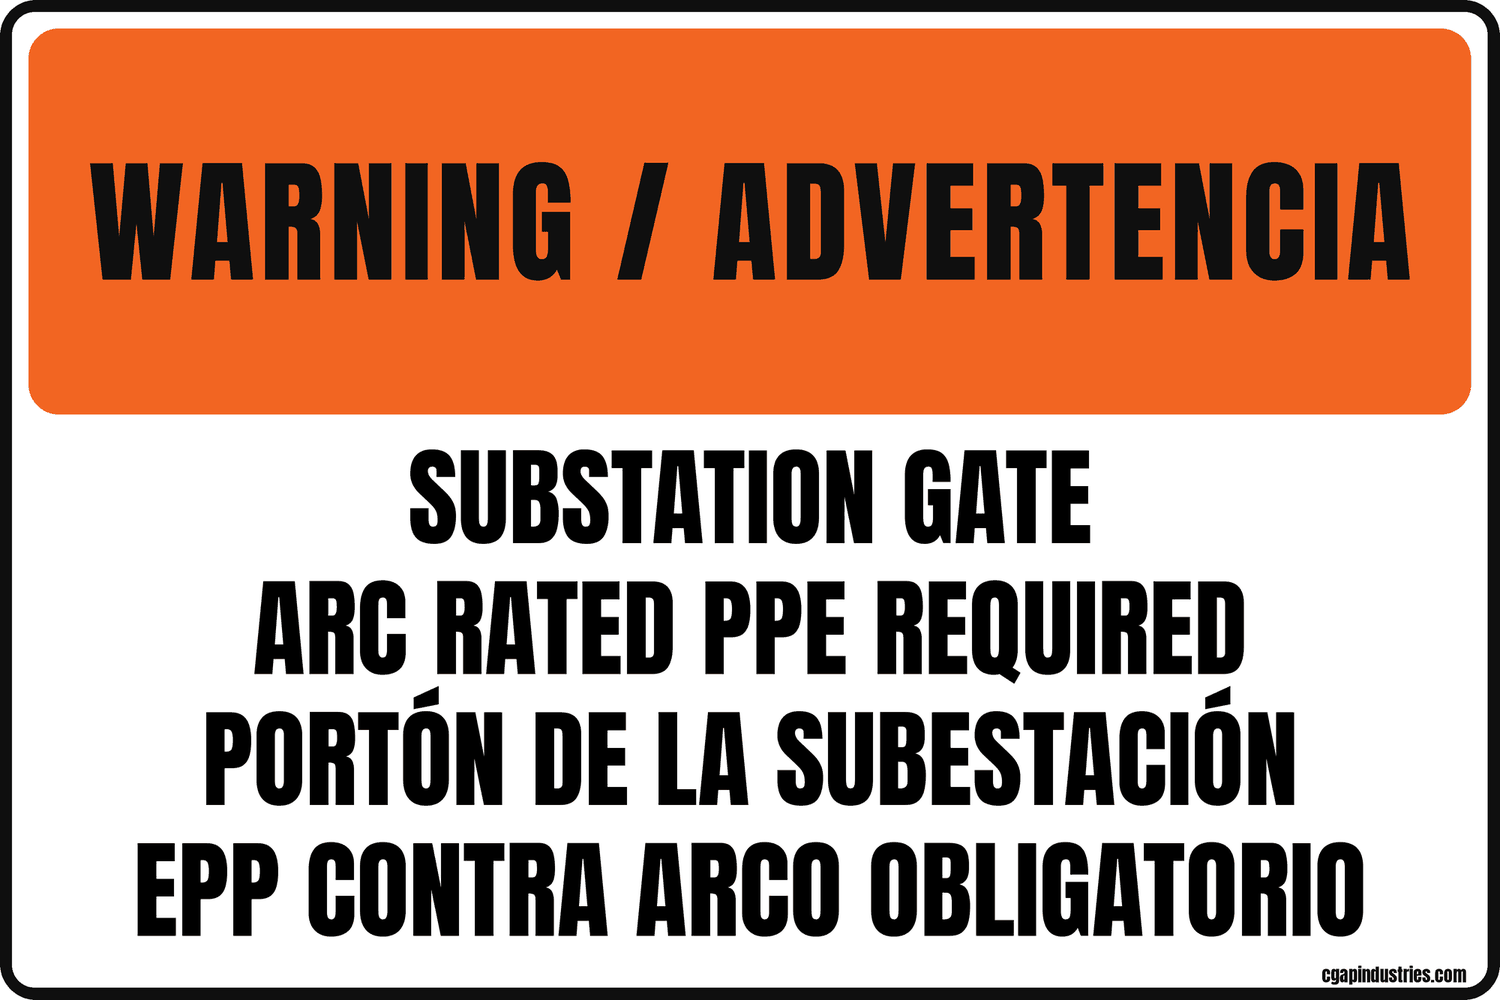 WARNING / ADVERTENCIA
SUBSTATION GATE
ARC RATED PPE REQUIRED
PORTÓN DE LA SUBESTACIÓN
EPP CONTRA ARCO OBLIGATORIO
cgapindustries.com